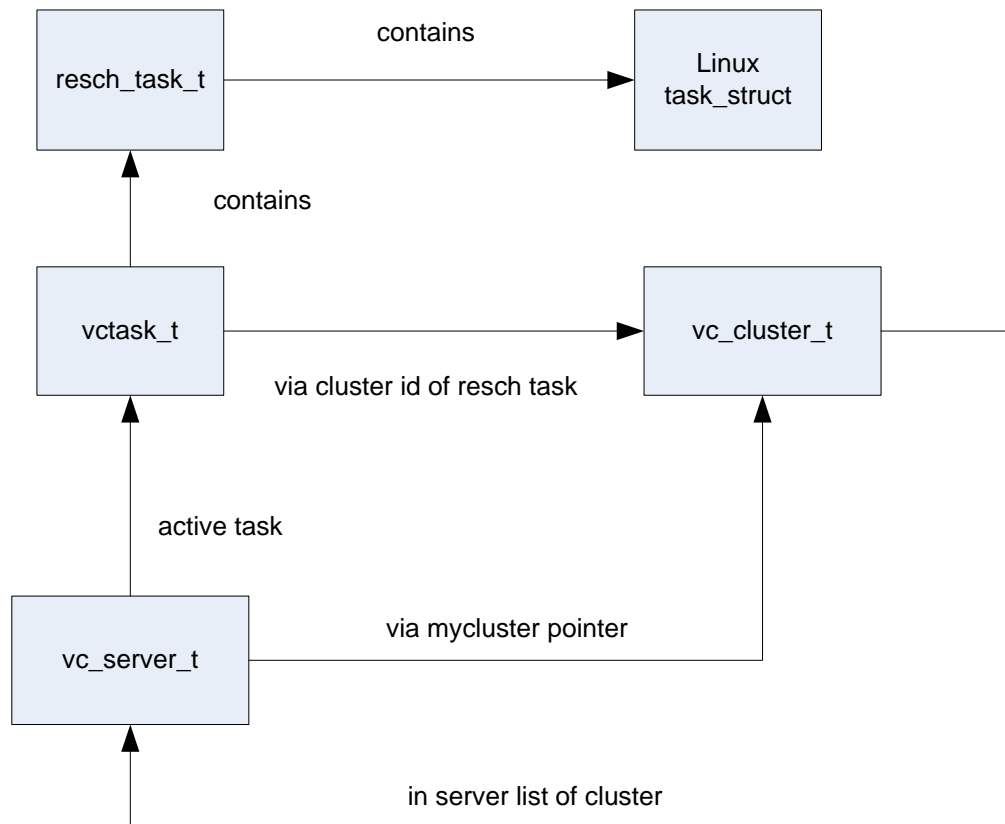 contains
resch_task_t
Linux
task_struct
contains
vctask_t
vc_cluster_t
via cluster id of resch task
active task
vc_server_t
via mycluster pointer
in server list of cluster